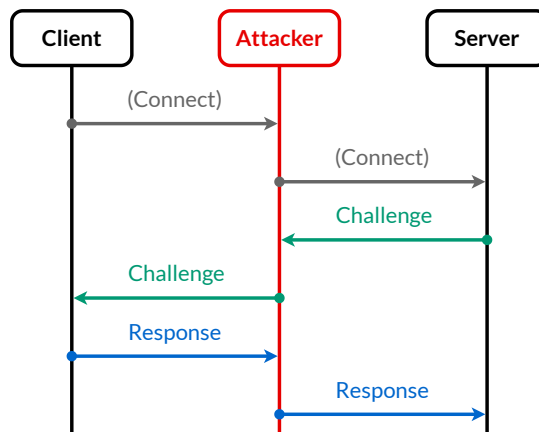 Client
Attacker
Server
(Connect)
(Connect)
Challenge
Challenge
Response
Response